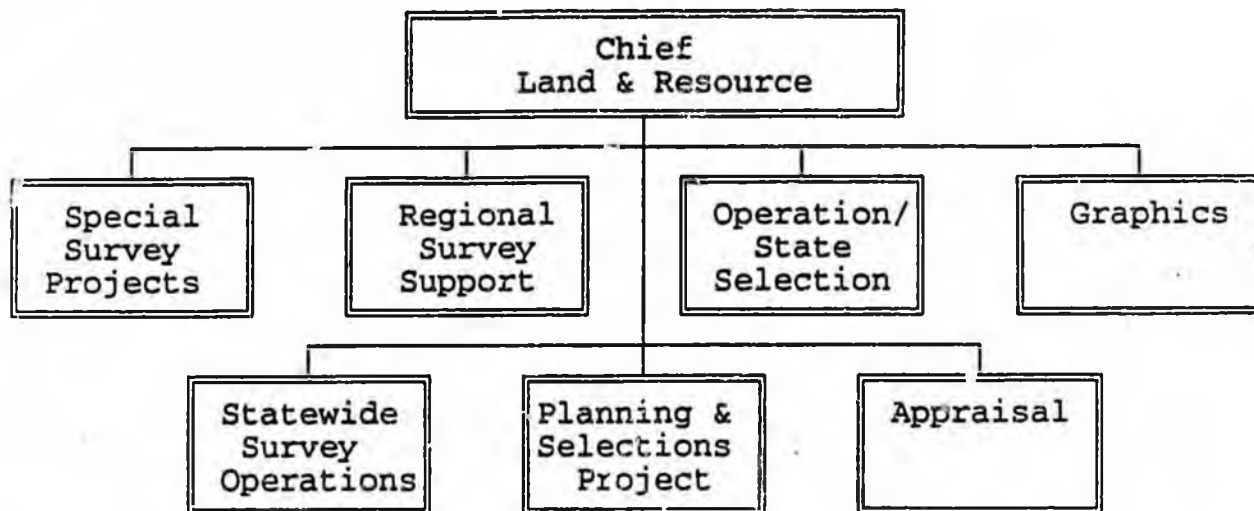 Chief
Land & Resource
Special
Survey
Projects
Regional
Survey
Support
Operation/
State
Selection
Graphics
Statewide
Survey
Operations
Planning &
Selections
Project
Appraisal